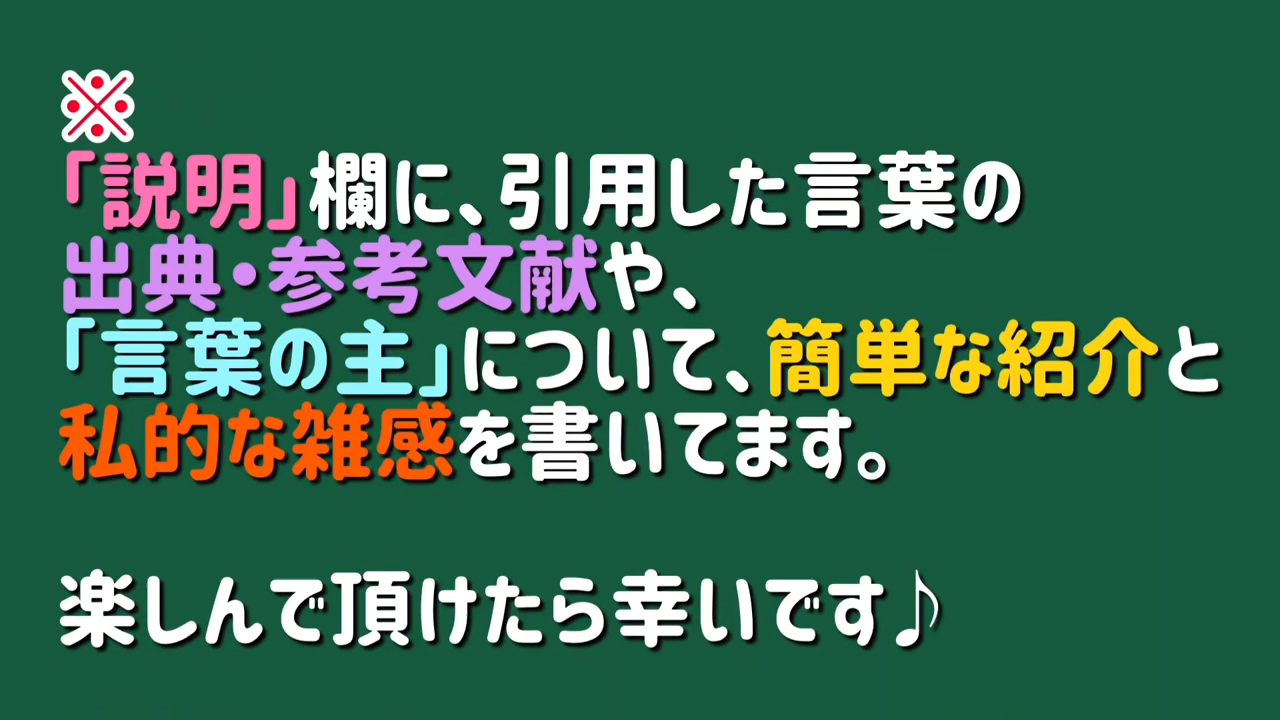 ※
「説明」欄に、引用した言葉の
出典・参考文献や、
「言葉の主」について、簡単な紹介と
私的な雑感を書いてます。
楽しんで頂けたら幸いです♪